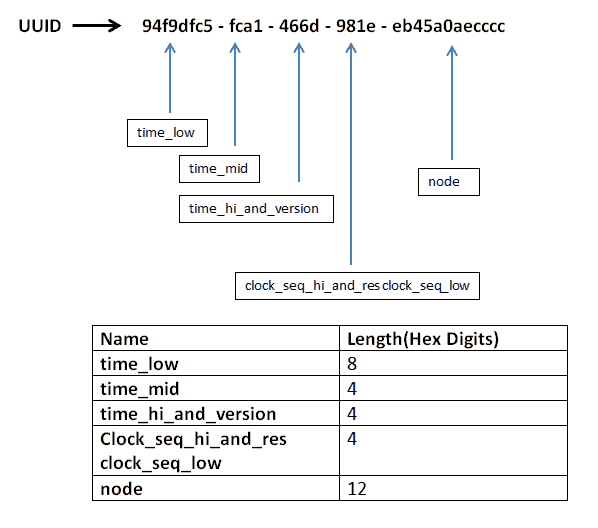 UUID 94f9dfc5 - fca1 - 466d - 981e - eb45a0aecccc
time_low
time_mid
node
time_hi_and_version
clock_seq_hi_and_res clock_seq_low
Name Length(Hex Digits)
time_low 8
time_mid 4
time_hi_and_version 4
Clock_seq_hi_and_res 4
clock_seq_low
node 12